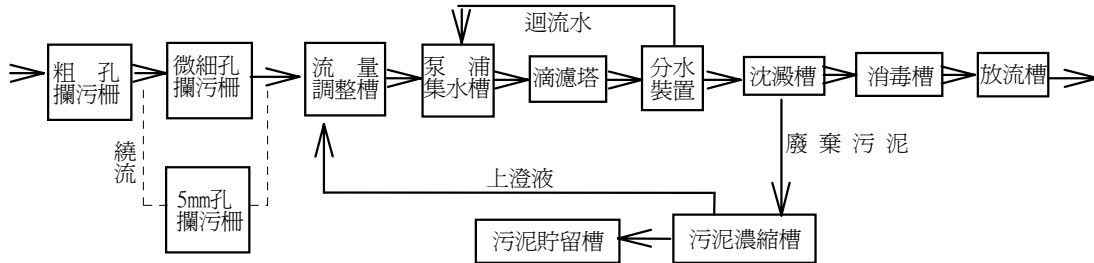 迴流水
粗 孔
攔污柵
微細孔
攔污柵
流 量
調整槽
泵 浦
集水槽
滴濾塔
分水
裝置
沈澱槽
消毒槽
放流槽
繞
流
廢棄污泥
5mm孔
攔污柵
上澄液
污泥貯留槽
污泥濃縮槽